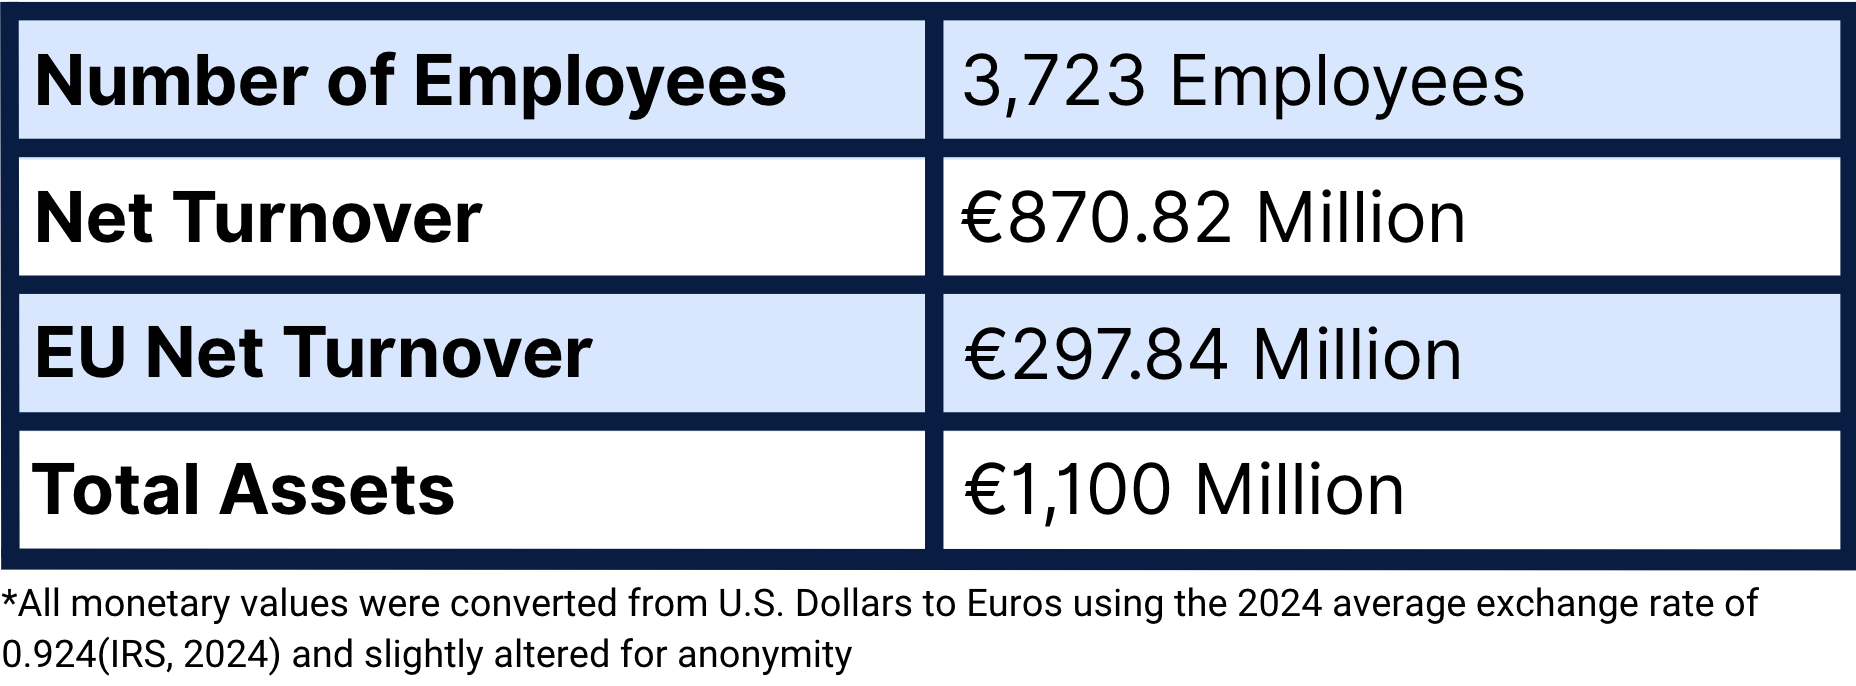 Number of Employees 3,723 Employees
Net Turnover €870.82 Million
EU Net Turnover €297.84 Million
Total Assets €1,100 Million
*All monetary values were converted from U.S. Dollars to Euros using the 2024 average exchange rate of
0.924(IRS, 2024) and slightly altered for anonymity